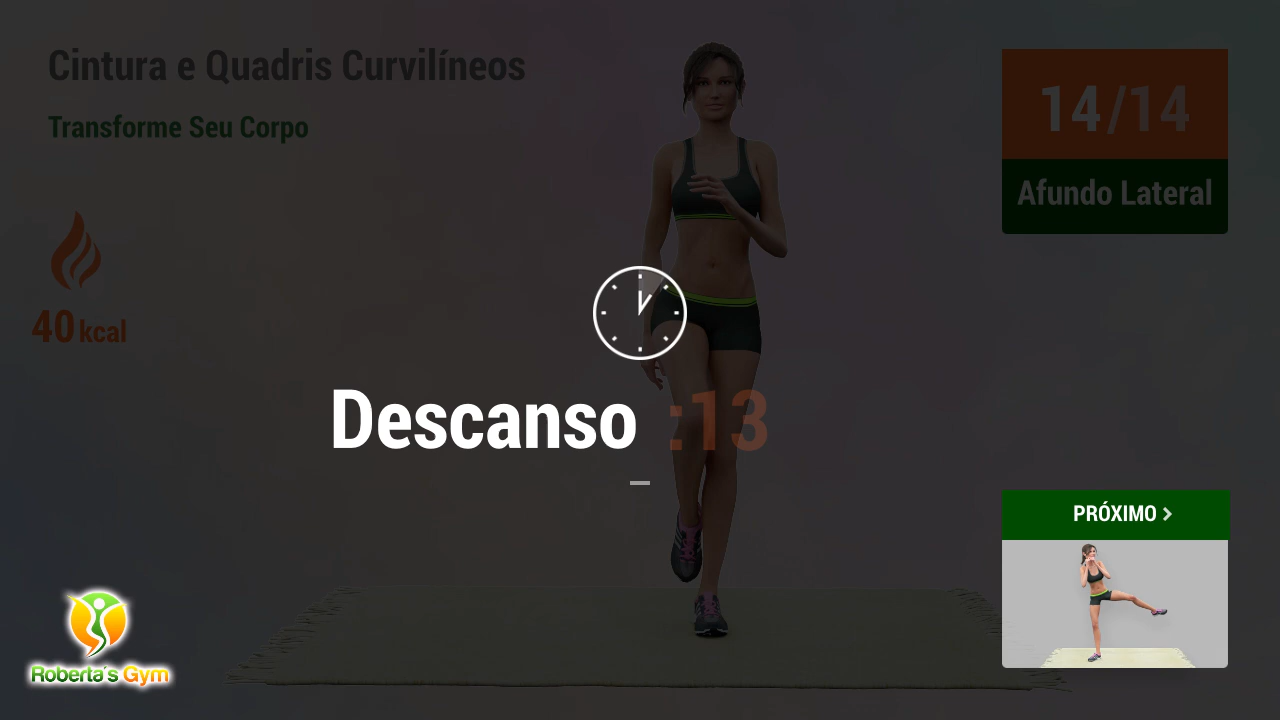 Cintura e Quadris Curvilíneos
Transforme Seu Corpo
14/14
Afundo Lateral
40 kcal
Descanso :13
PRÓXIMO >
Roberta's Gym